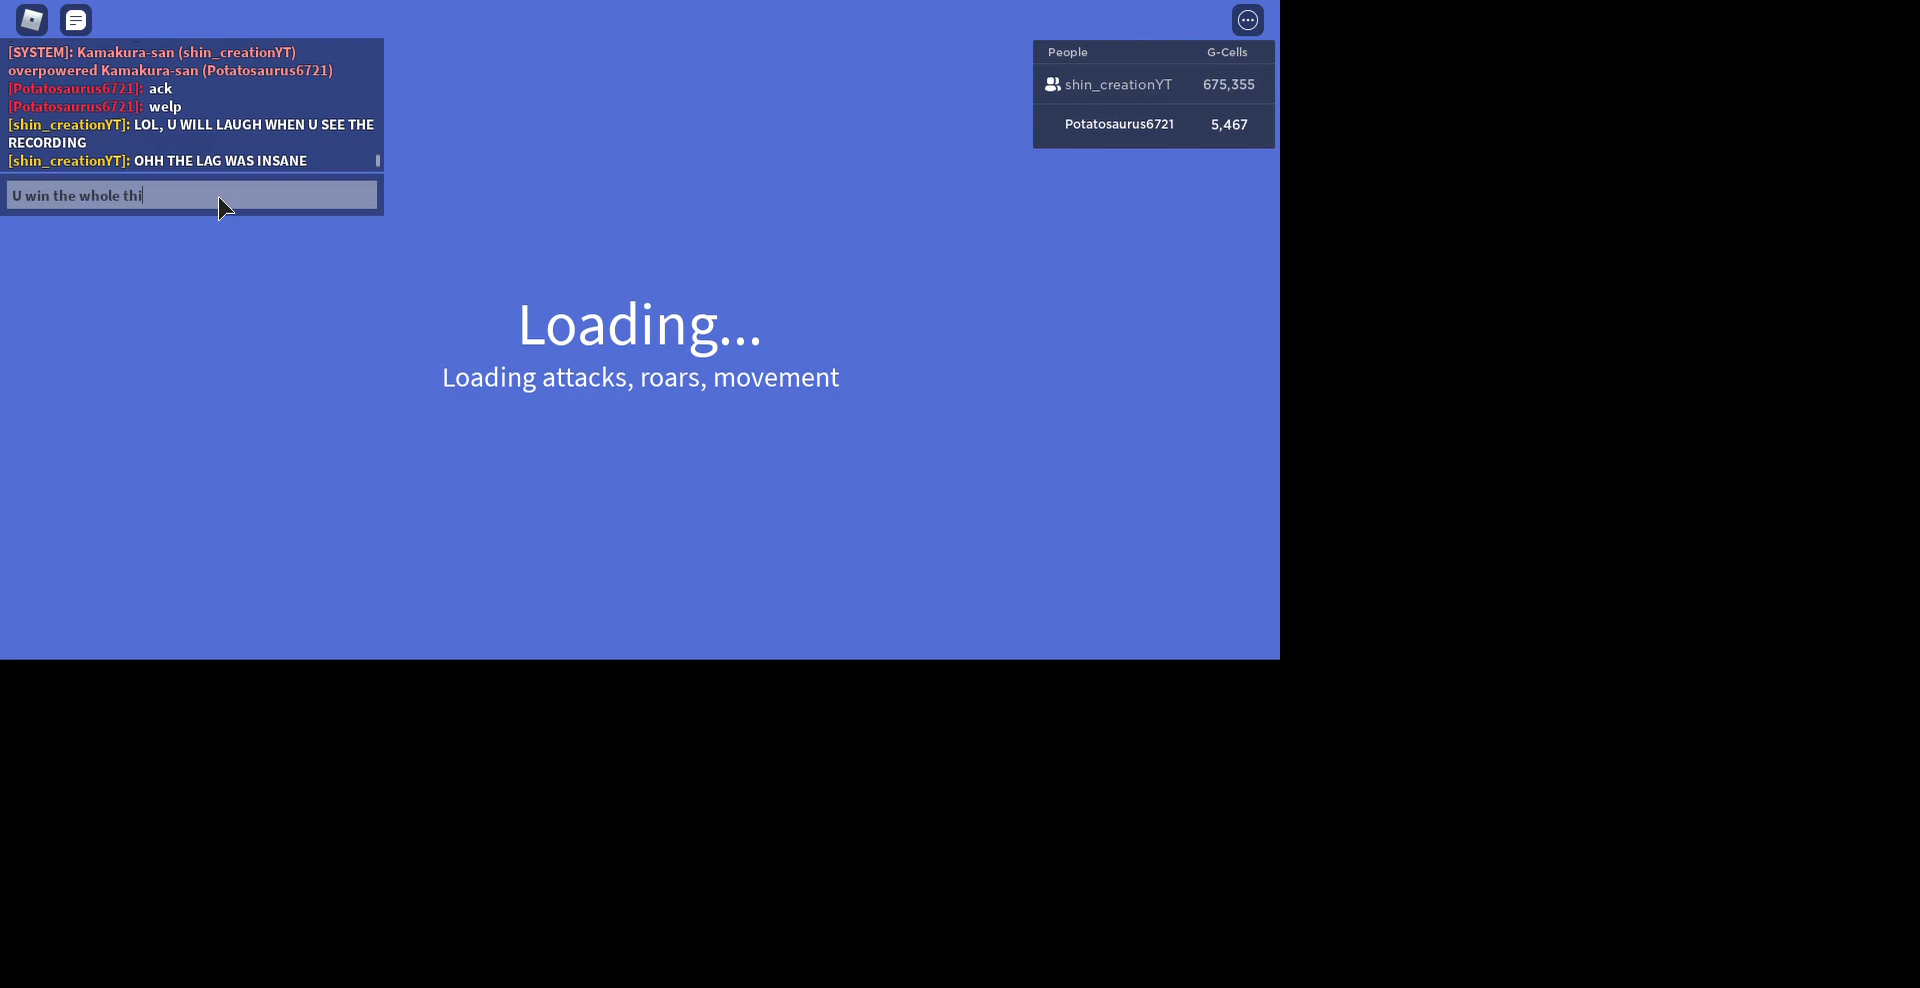 [SYSTEM]: Kamakura-san (shin_creationYT)
overpowered Kamakura-san (Potatosaurus6721)
[Potatosaurus6721]: ack
[Potatosaurus6721]: welp
[shin_creationYT]: LOL, U WILL LAUGH WHEN U SEE THE
RECORDING
[shin_creationYT]: OHH THE LAG WAS INSANE
U win the whole thi
People G-Cells
shin_creationYT 675,355
Potatosaurus6721 5,467
Loading...
Loading attacks, roars, movement